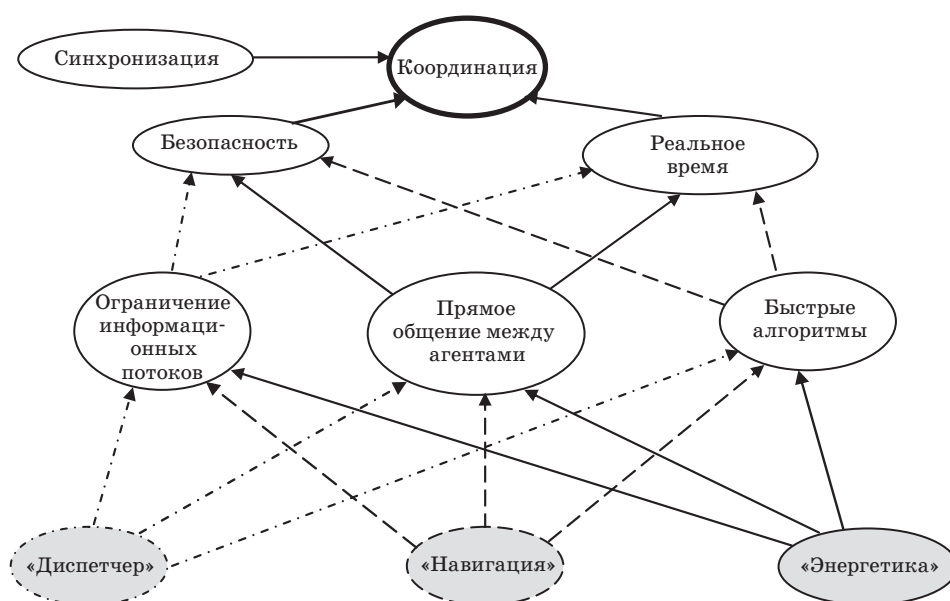 Синхронизация
Координация
Безопасность
Реальное
время
Ограничение
информаци-
онных
потоков
Прямое
общение между
агентами
Быстрые
алгоритмы
«Диспетчер»
«Навигация»
«Энергетика»